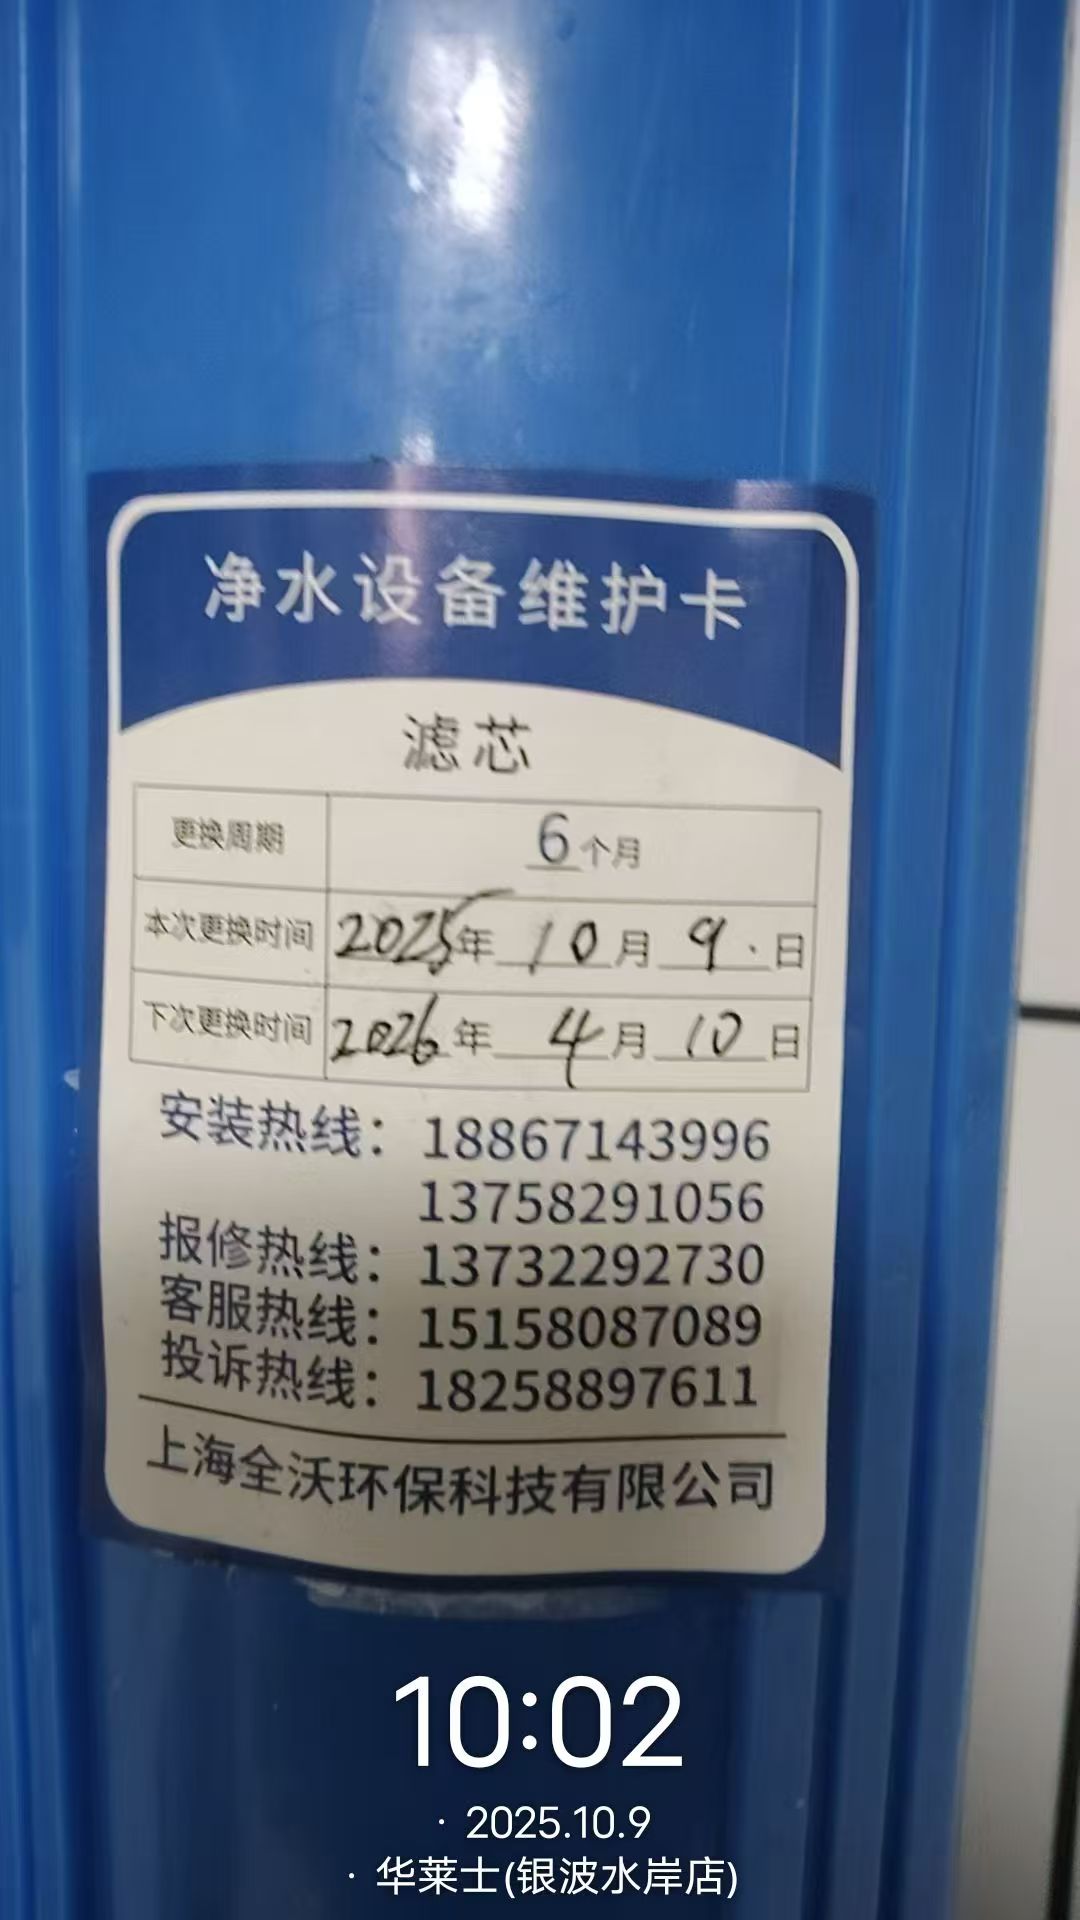 净水设备维护卡
滤芯
更换周期 6个月
本次更换时间 2025年10月9日
下次更换时间 2026年4月10日
安装热线：18867143996
13758291056
报修热线：13732292730
客服热线：15158087089
投诉热线：18258897611
上海全沃环保科技有限公司
10:02
· 2025.10.9
· 华莱士(银波水岸店)